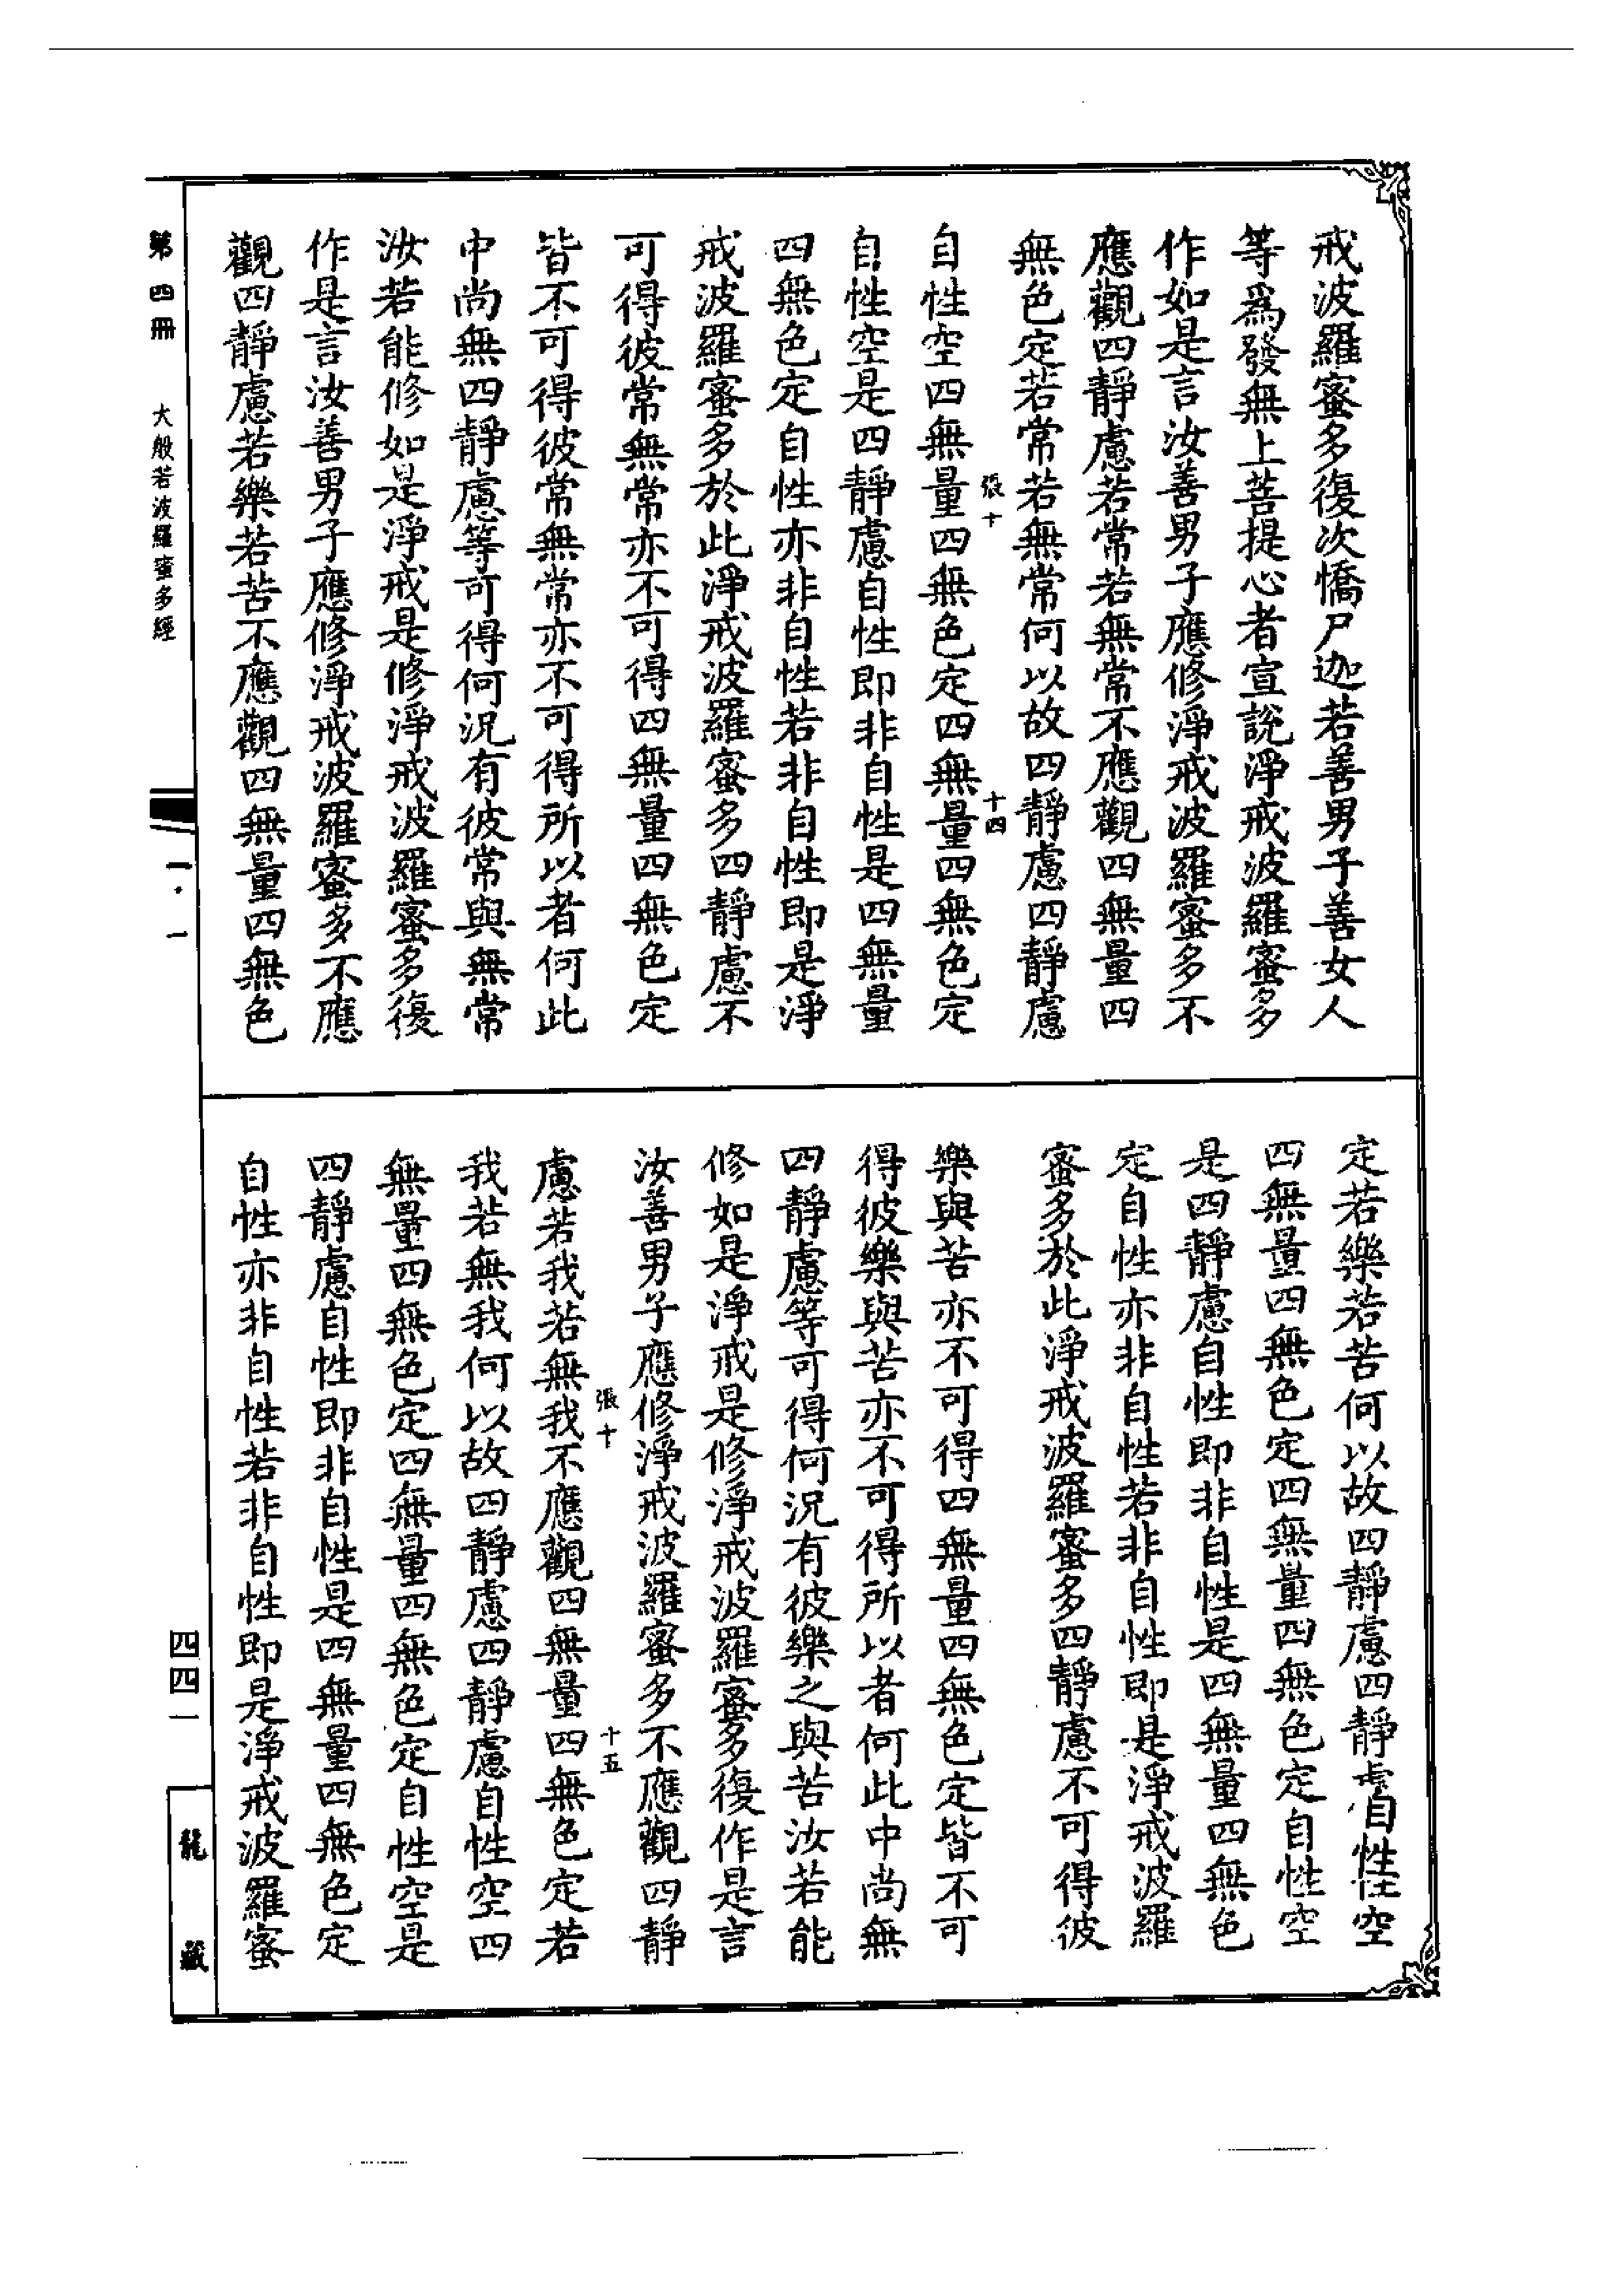 戒波羅蜜多復次憍尸迦若善男子善女人
等爲發無上菩提心者宣說淨戒波羅蜜多
作如是言汝善男子應修淨戒波羅蜜多不
應觀四靜慮若常若無常不應觀四無量四
無色定若常若無常何以故四靜慮四靜慮
張十
十四
自性空四無量四無色定四無量四無色定
自性空是四靜慮自性即非自性是四無量
四無色定自性亦非自性若非自性即是淨
戒波羅蜜多於此淨戒波羅蜜多四靜慮不
可得彼常無常亦不可得四無量四無色定
皆不可得彼常無常亦不可得所以者何此
中尚無四靜慮等可得何況有彼常與無常
汝若能修如是淨戒是修淨戒波羅蜜多復
作是言汝善男子應修淨戒波羅蜜多不應
觀四靜慮若樂若苦不應觀四無量四無色
定若樂若苦何以故四靜慮四靜慮自性空
四無量四無色定四無量四無色定自性空
是四靜慮自性即非自性是四無量四無色
定自性亦非自性若非自性即是淨戒波羅
蜜多於此淨戒波羅蜜多四靜慮不可得彼
樂與苦亦不可得四無量四無色定皆不可
得彼樂與苦亦不可得所以者何此中尚無
四靜慮等可得何況有彼樂之與苦汝若能
修如是淨戒是修淨戒波羅蜜多復作是言
汝善男子應修淨戒波羅蜜多不應觀四靜
張十
十五
慮若我若無我不應觀四無量四無色定若
我若無我何以故四靜慮四靜慮自性空四
無量四無色定四無量四無色定自性空是
四靜慮自性即非自性是四無量四無色定
自性亦非自性若非自性即是淨戒波羅蜜
第四冊
大般若波羅蜜多經
一·一
四四一
龍藏